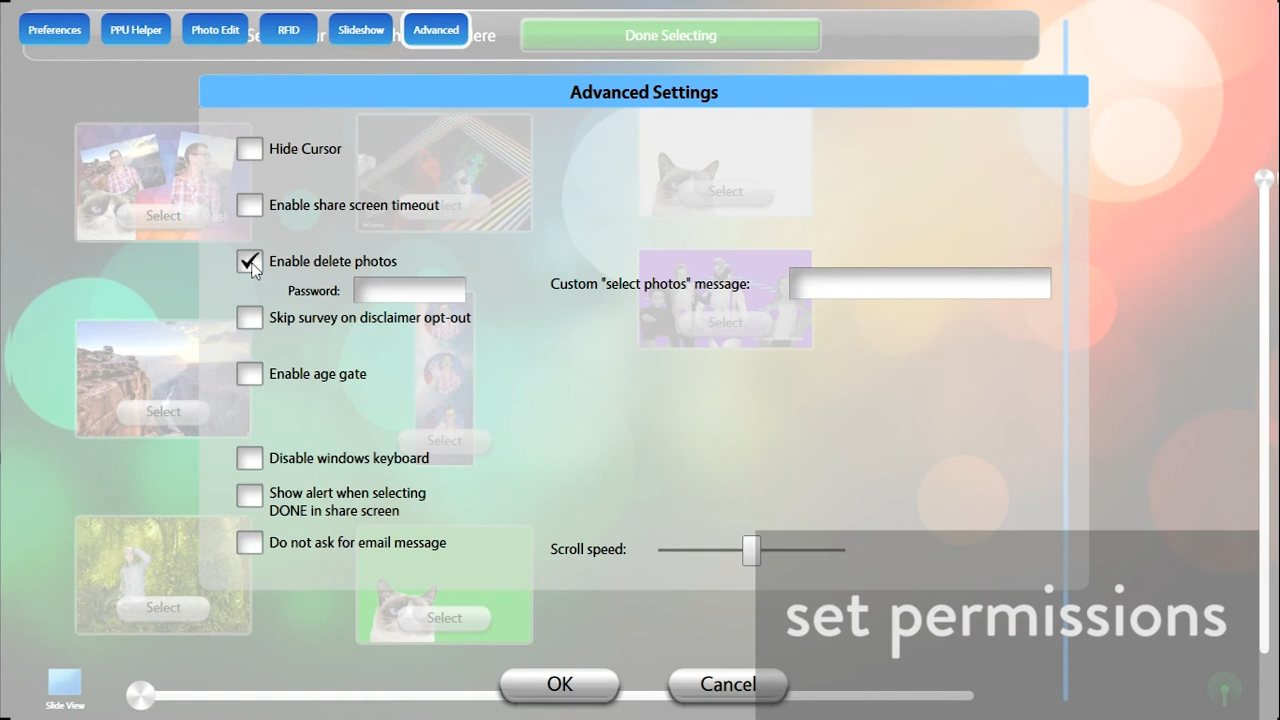 Preferences
PPU Helper
Photo Edit
RFID
Slideshow
Advanced
Done Selecting
Advanced Settings
Hide Cursor
Select
Enable share screen timeout
Select
Enable delete photos
Password:
Custom "select photos" message:
Skip survey on disclaimer opt-out
Select
Enable age gate
Select
Select
Disable windows keyboard
Show alert when selecting
DONE in share screen
Do not ask for email message
Scroll speed:
Select
Select
set permissions
OK
Cancel
Slide View